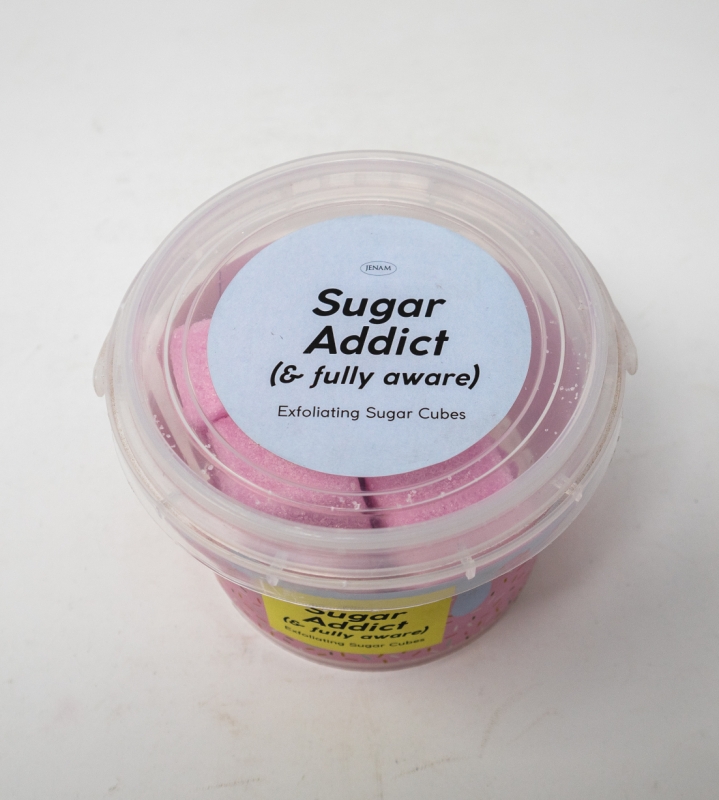 JENAM
Sugar
Addict
(& fully aware)
Exfoliating Sugar Cubes
Sugar
Addict
(& fully aware)
Exfoliating Sugar Cubes